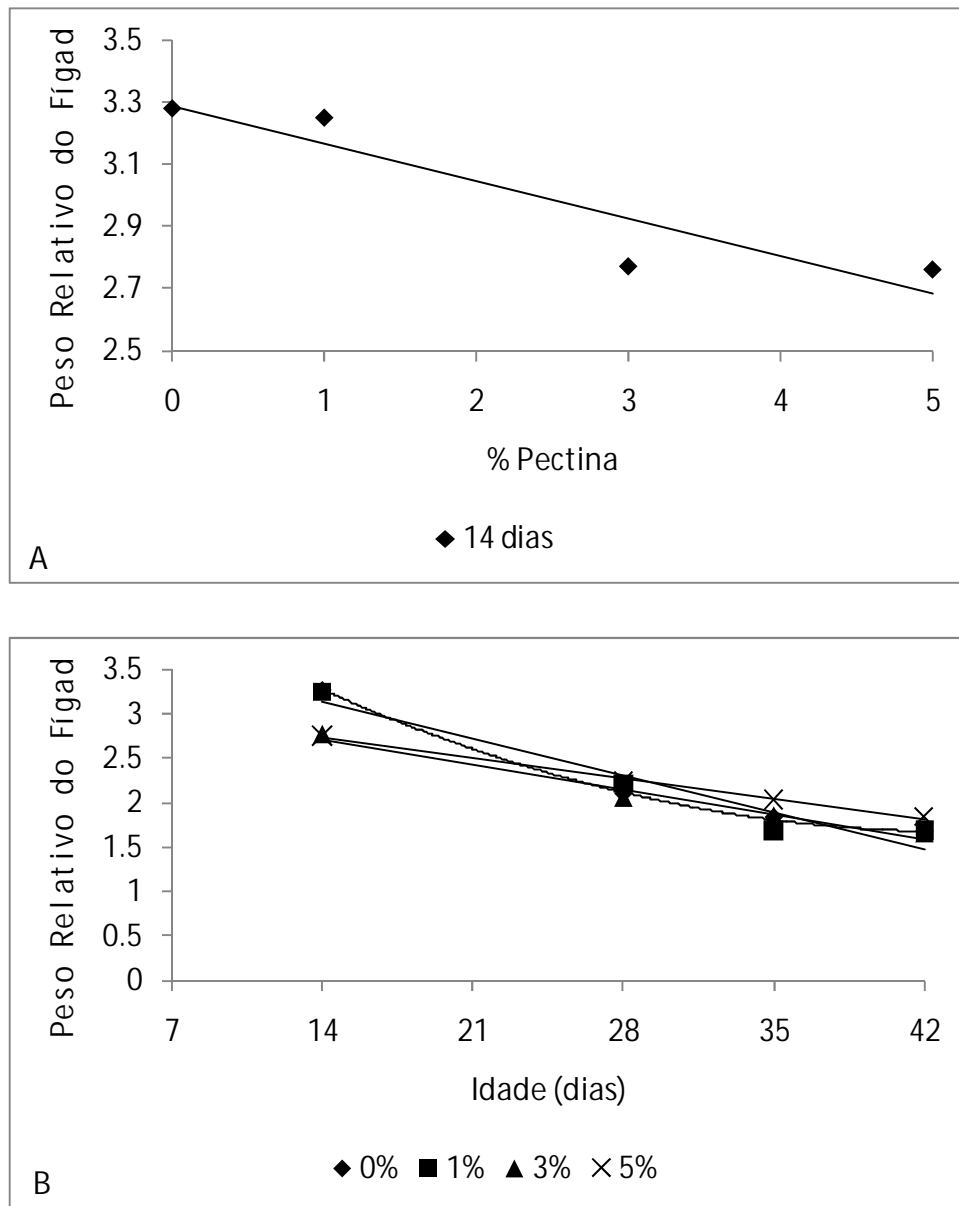 Peso Relativo do Fígad
3.5
3.3
3.1
2.9
2.7
2.5
0 1 2 3 4 5
% Pectina
14 dias
A
Peso Relativo do Fígad
3.5
3
2.5
2
1.5
1
0.5
0
7 14 21 28 35 42
Idade (dias)
0% 1% 3% 5%
B